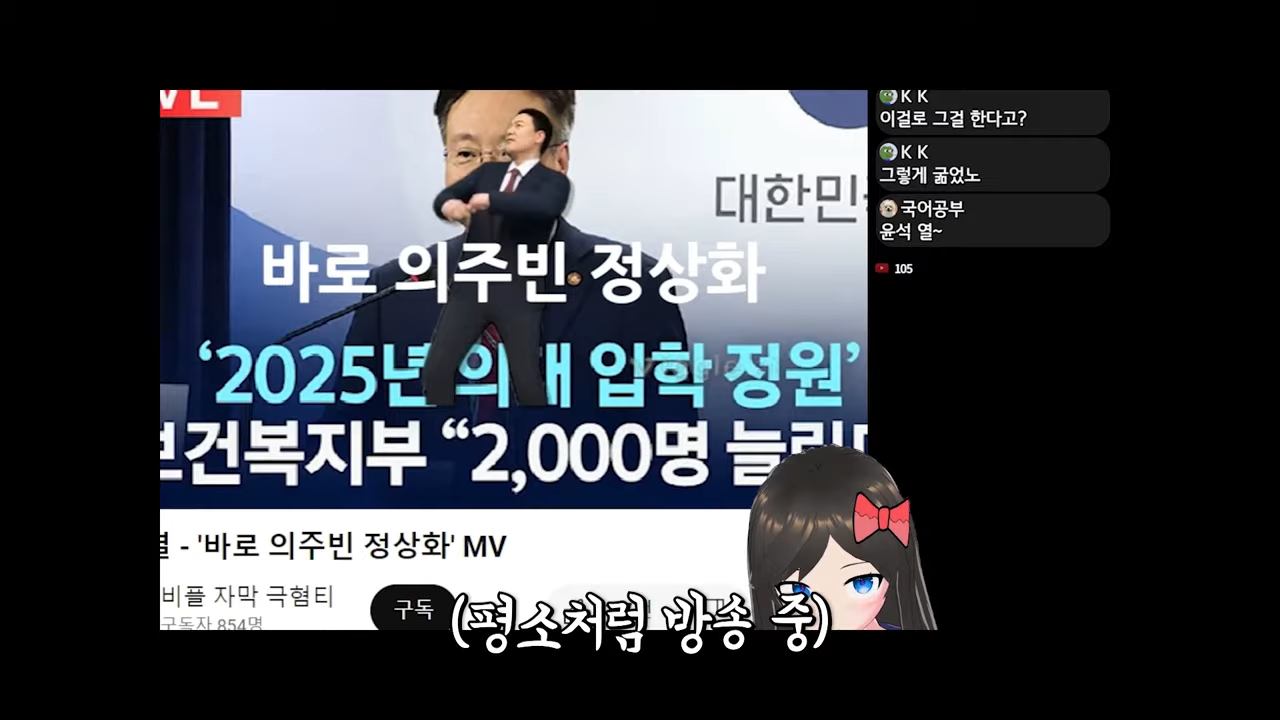 VE
대한민
바로 의주빈 정상화
‘2025년 의대 입학 정원’
보건복지부 “2,000명 늘린다
열 - '바로 의주빈 정상화' MV
비플 자막 극혐티
구독자 854명
구독
(평소처럼 방송 중)
K K
이걸로 그걸 한다고?
K K
그렇게 굶었노
국어공부
윤석 열~
105